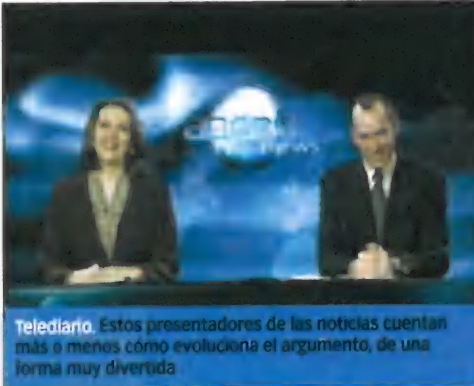 Telediario. Estos presentadores de las noticias cuentan
más o menos cómo evoluciona el argumento, de una
forma muy divertida